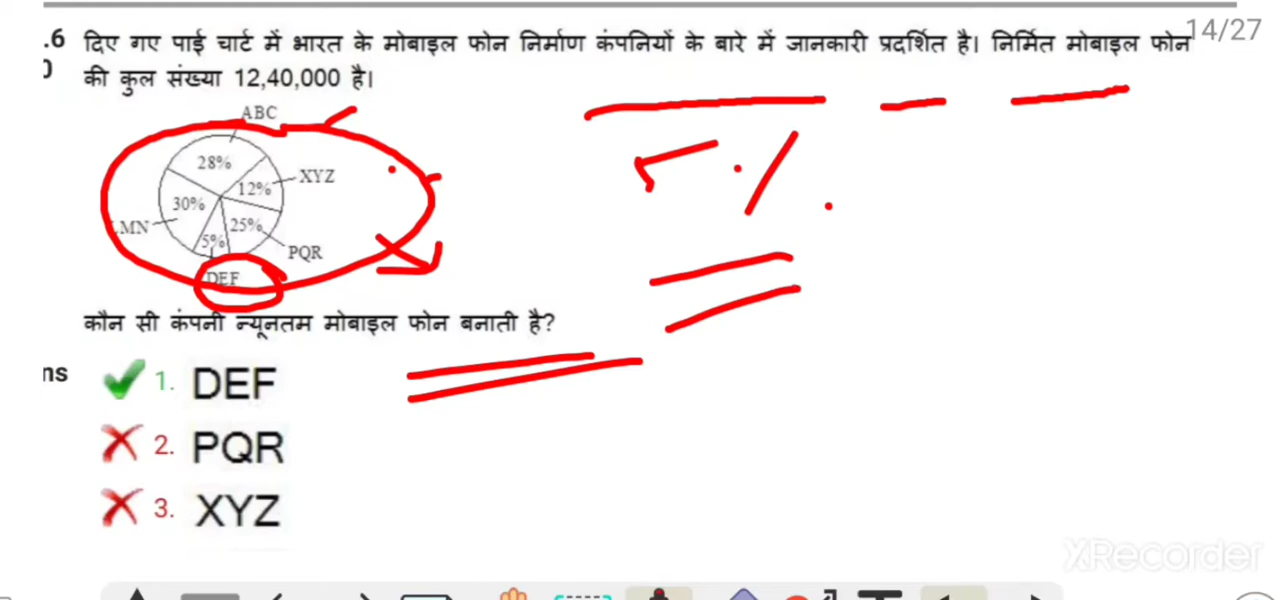 14/27
.6 दिए गए पाई चार्ट में भारत के मोबाइल फोन निर्माण कंपनियों के बारे में जानकारी प्रदर्शित है। निर्मित मोबाइल फोन
की कुल संख्या 12,40,000 है।
ABC
28%
XYZ
12%
30%
LMN
25%
5%
PQR
DEF
कौन सी कंपनी न्यूनतम मोबाइल फोन बनाती है?
ns
1. DEF
2. PQR
3. XYZ
XRecorder